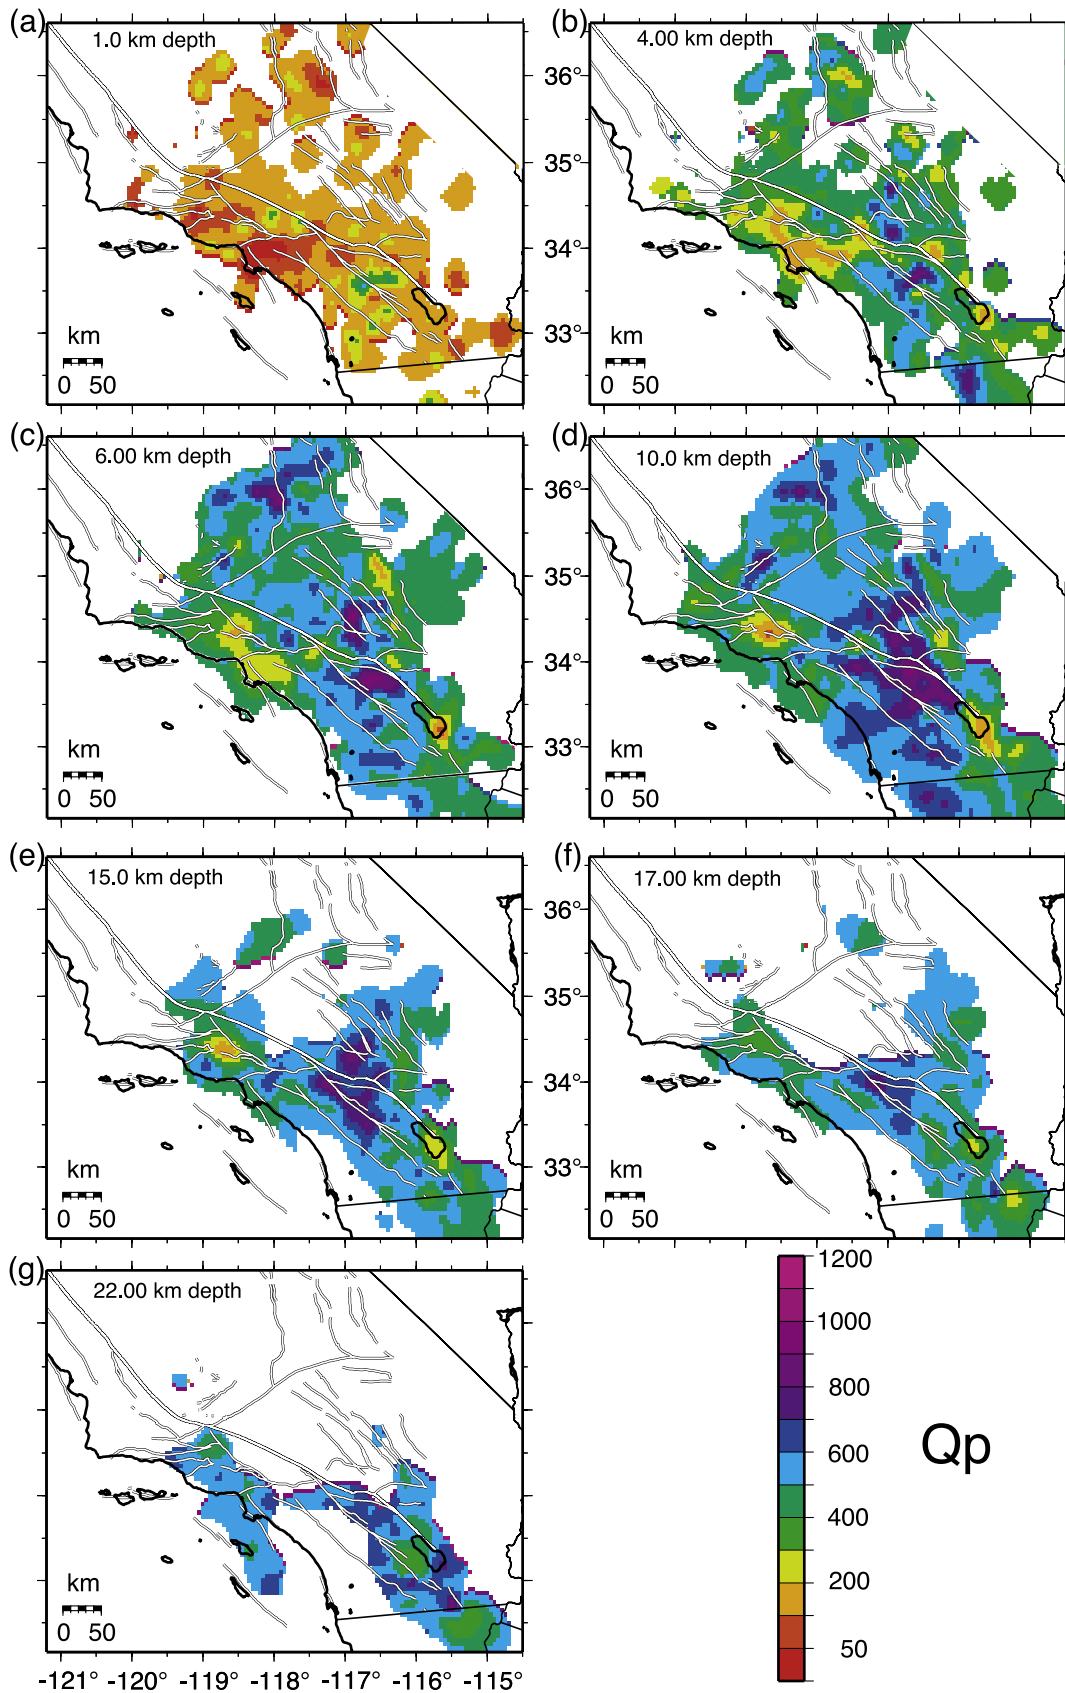 (a)
1.0 km depth
km
0 50
(b)
4.00 km depth
36°
35°
34°
33°
km
0 50
(c)
6.00 km depth
km
0 50
(d)
10.0 km depth
36°
35°
34°
33°
km
0 50
(e)
15.0 km depth
km
0 50
(f)
17.00 km depth
36°
35°
34°
33°
km
0 50
(g)
22.00 km depth
km
0 50
-121° -120° -119° -118° -117° -116° -115°
1200
1000
800
600
400
200
50
Qp